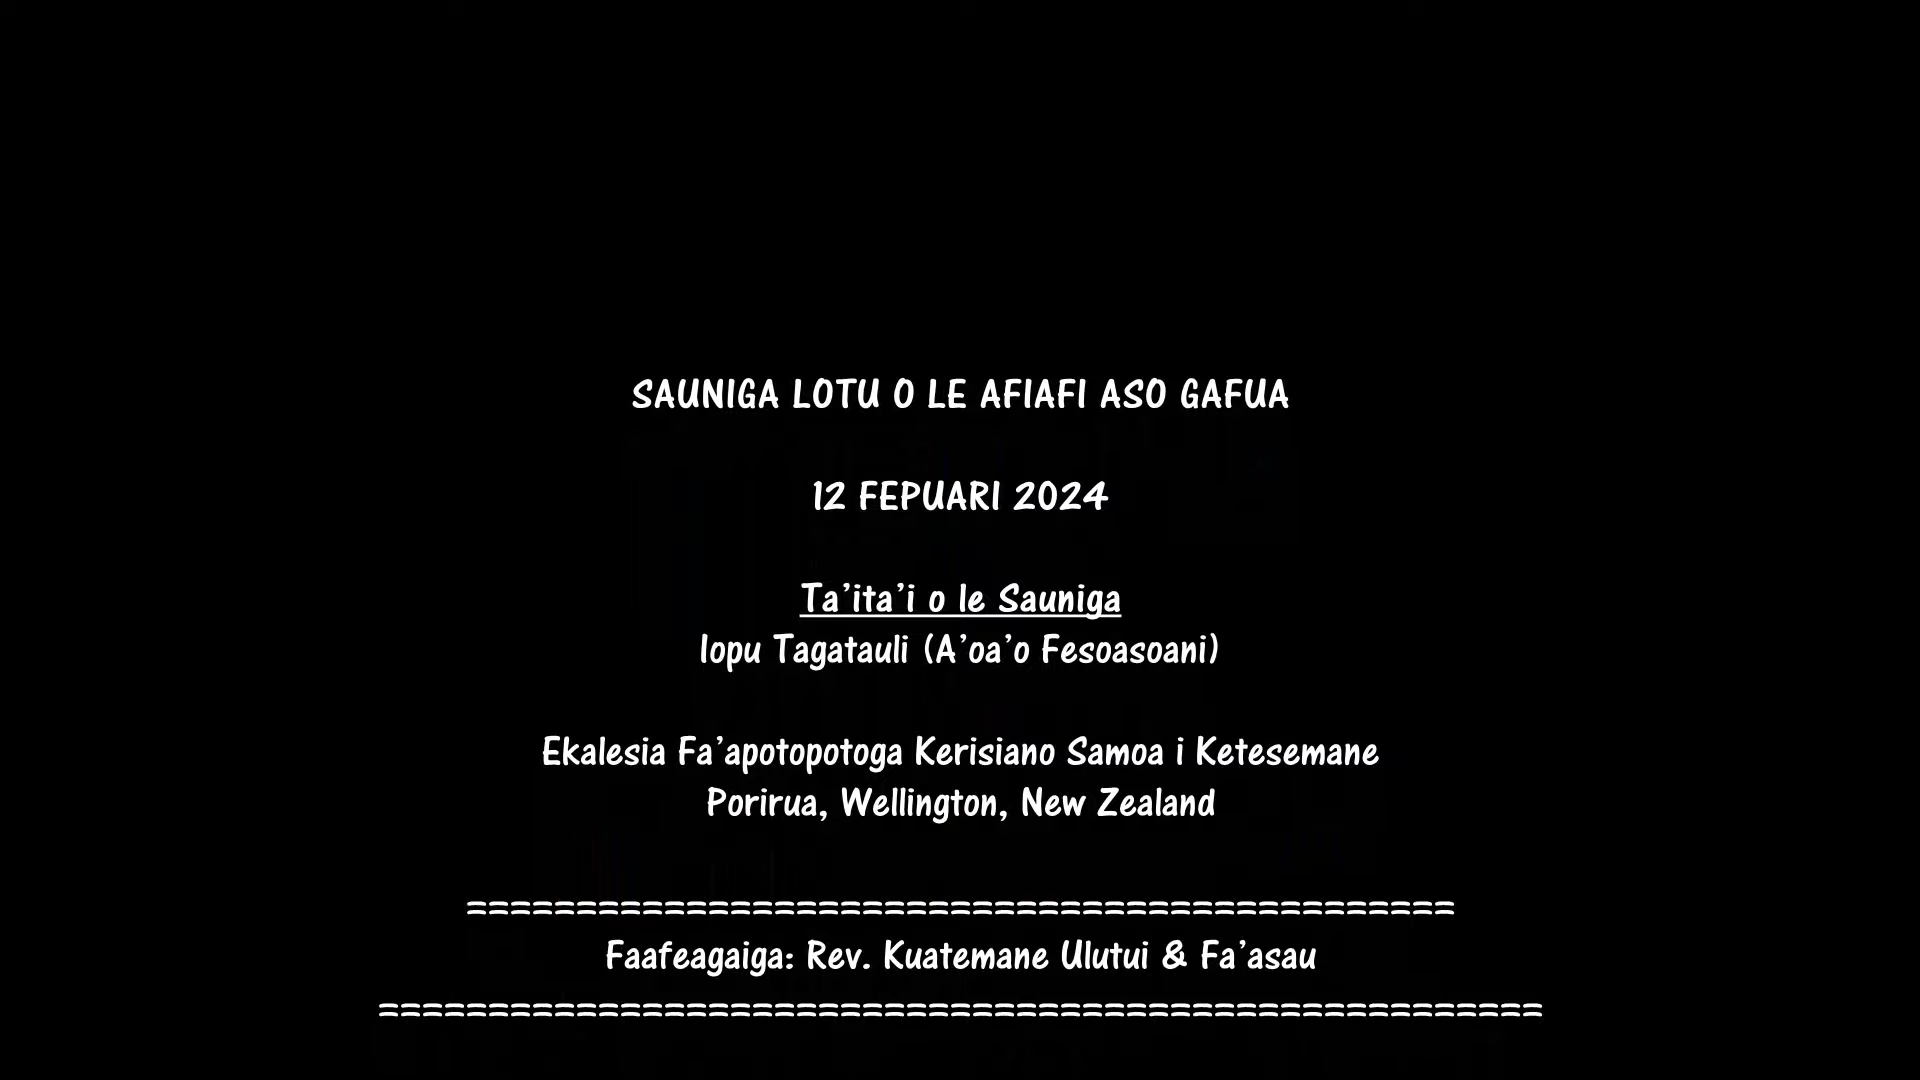 SAUNIGA LOTU O LE AFIAFI ASO GAFUA
12 FEPUARI 2024
Ta'ita'i o le Sauniga
Iopu Tagatauli (A'oa'o Fesoasoani)
Ekalesia Fa'apotopotoga Kerisiano Samoa i Ketesemane
Porirua, Wellington, New Zealand
=============================================
Faafeagaiga: Rev. Kuatemane Ulutui & Fa'asau
=====================================================